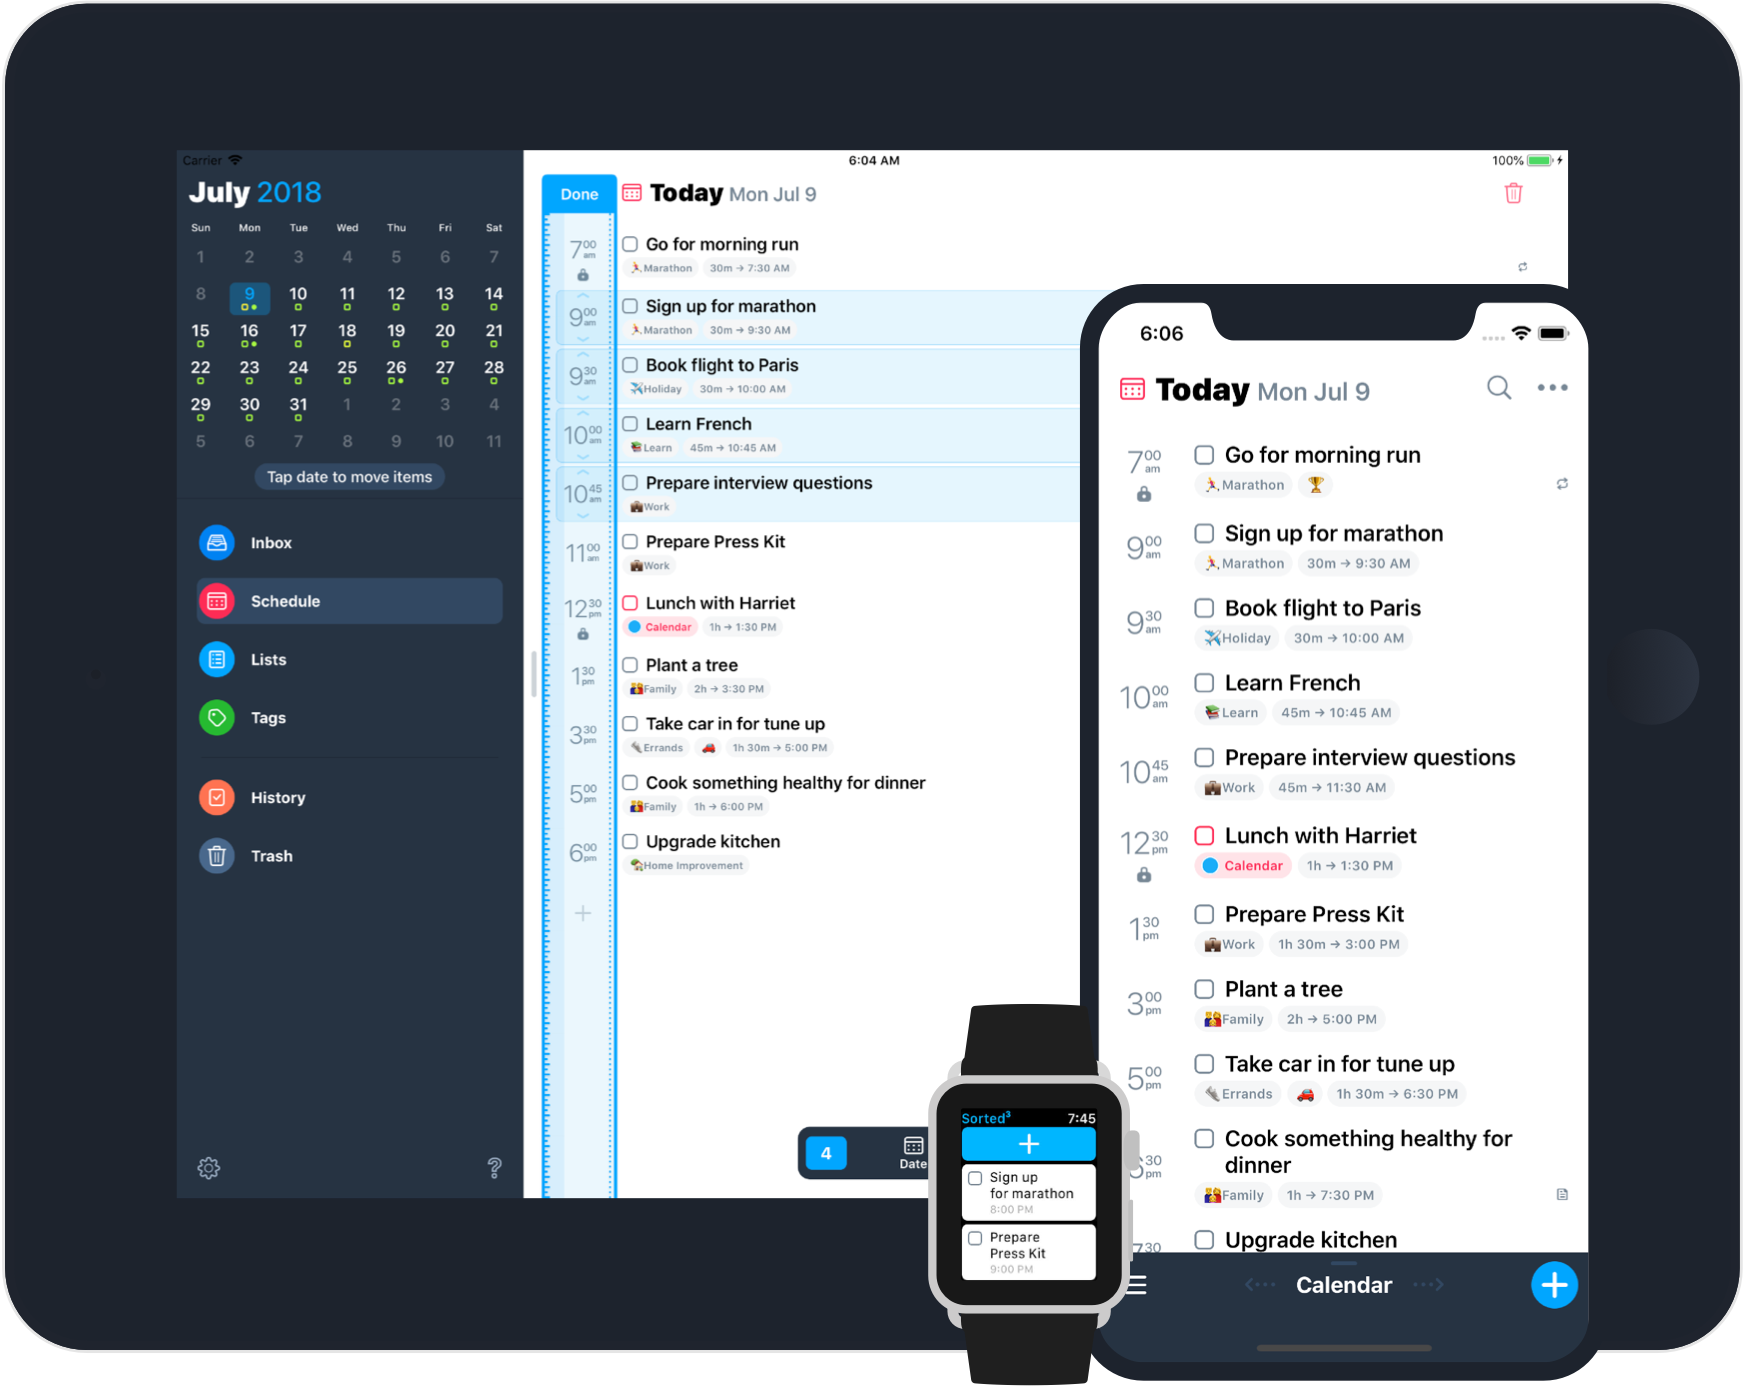 Carrier
6:04 AM
100%
July 2018
Sun Mon Tue Wed Thu Fri Sat
1 2 3 4 5 6 7
8 9 10 11 12 13 14
15 16 17 18 19 20 21
22 23 24 25 26 27 28
29 30 31 1 2 3 4
5 6 7 8 9 10 11
Tap date to move items
Inbox
Schedule
Lists
Tags
History
Trash
?
Done
Today Mon Jul 9
7 00 am
Go for morning run
Marathon 30m → 7:30 AM
9 00 am
Sign up for marathon
Marathon 30m → 9:30 AM
9 30 am
Book flight to Paris
Holiday 30m → 10:00 AM
10 00 am
Learn French
Learn 45m → 10:45 AM
10 45 am
Prepare interview questions
Work
11 00 am
Prepare Press Kit
Work
12 30 pm
Lunch with Harriet
Calendar 1h → 1:30 PM
1 30 pm
Plant a tree
Family 2h → 3:30 PM
3 30 pm
Take car in for tune up
Errands 1h 30m → 5:00 PM
5 00 pm
Cook something healthy for dinner
Family 1h → 6:00 PM
6 00 pm
Upgrade kitchen
Home Improvement
4
Date
Sorted³ 7:45
Sign up
for marathon
8:00 PM
Prepare
Press Kit
9:00 PM
6:06
Today Mon Jul 9
7 00 am
Go for morning run
Marathon
9 00 am
Sign up for marathon
Marathon 30m → 9:30 AM
9 30 am
Book flight to Paris
Holiday 30m → 10:00 AM
10 00 am
Learn French
Learn 45m → 10:45 AM
10 45 am
Prepare interview questions
Work 45m → 11:30 AM
12 30 pm
Lunch with Harriet
Calendar 1h → 1:30 PM
1 30 pm
Prepare Press Kit
Work 1h 30m → 3:00 PM
3 00 pm
Plant a tree
Family 2h → 5:00 PM
5 00 pm
Take car in for tune up
Errands 1h 30m → 6:30 PM
30 pm
Cook something healthy for
dinner
Family 1h → 7:30 PM
7 30
Upgrade kitchen
Calendar